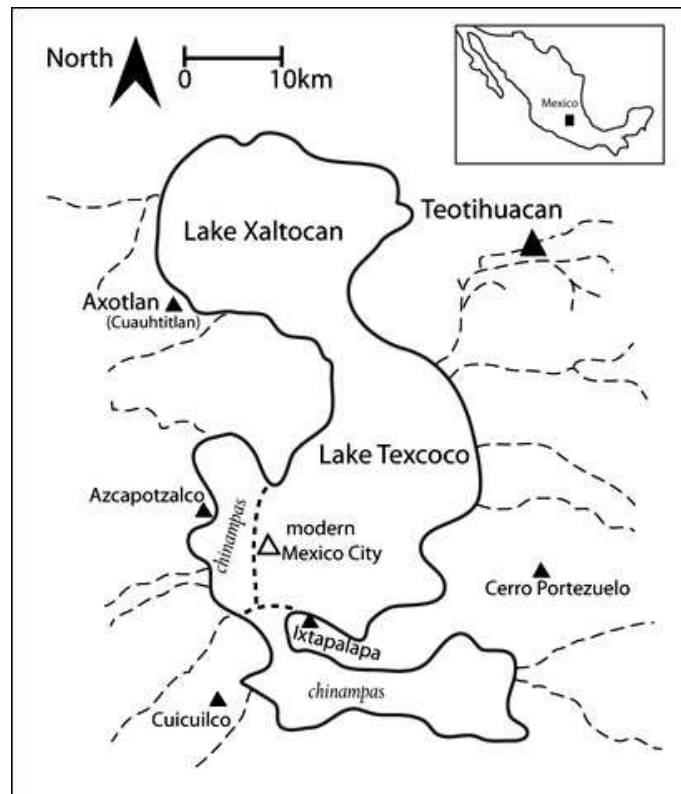 North
0 10km
Mexico
Lake Xaltocan
Teotihuacan
Axotlan
(Cuauhtitlan)
Lake Texcoco
Azcapotzalco
chinampas
modern
Mexico City
Cerro Portezuelo
Ixtapalapa
chinampas
Cuicuilco